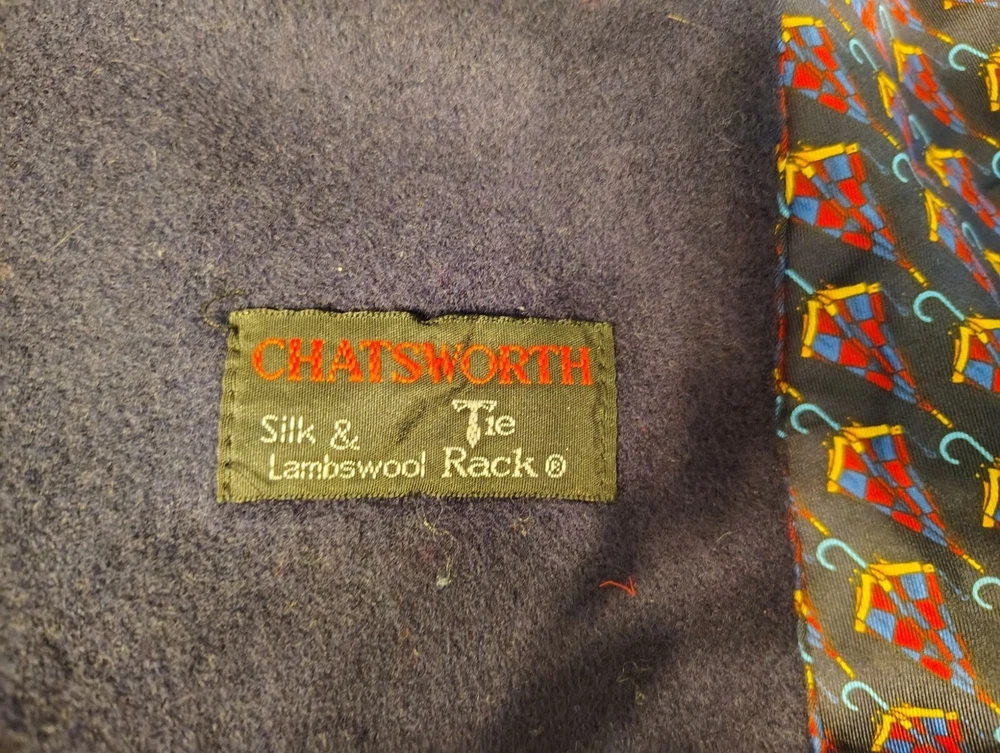 CHATSWORTH
Silk &
Lambswool
Tie
Rack ®